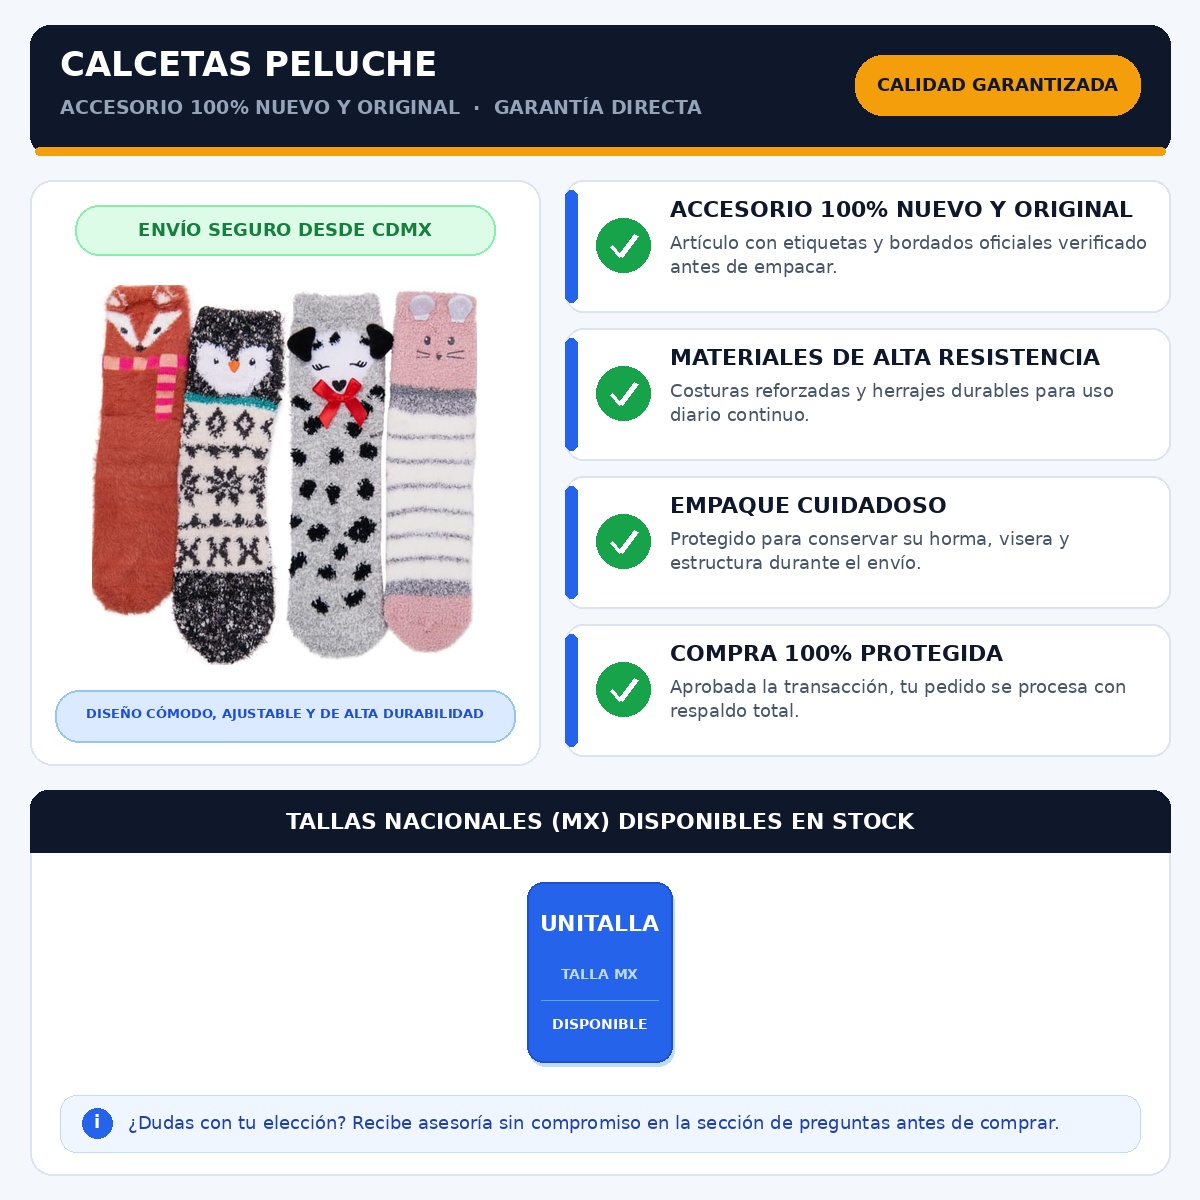 CALCETAS PELUCHE
ACCESORIO 100% NUEVO Y ORIGINAL · GARANTÍA DIRECTA
CALIDAD GARANTIZADA
ENVÍO SEGURO DESDE CDMX
DISEÑO CÓMODO, AJUSTABLE Y DE ALTA DURABILIDAD
ACCESORIO 100% NUEVO Y ORIGINAL
Artículo con etiquetas y bordados oficiales verificado
antes de empacar.
MATERIALES DE ALTA RESISTENCIA
Costuras reforzadas y herrajes durables para uso
diario continuo.
EMPAQUE CUIDADOSO
Protegido para conservar su horma, visera y
estructura durante el envío.
COMPRA 100% PROTEGIDA
Aprobada la transacción, tu pedido se procesa con
respaldo total.
TALLAS NACIONALES (MX) DISPONIBLES EN STOCK
UNITALLA
TALLA MX
DISPONIBLE
i ¿Dudas con tu elección? Recibe asesoría sin compromiso en la sección de preguntas antes de comprar.